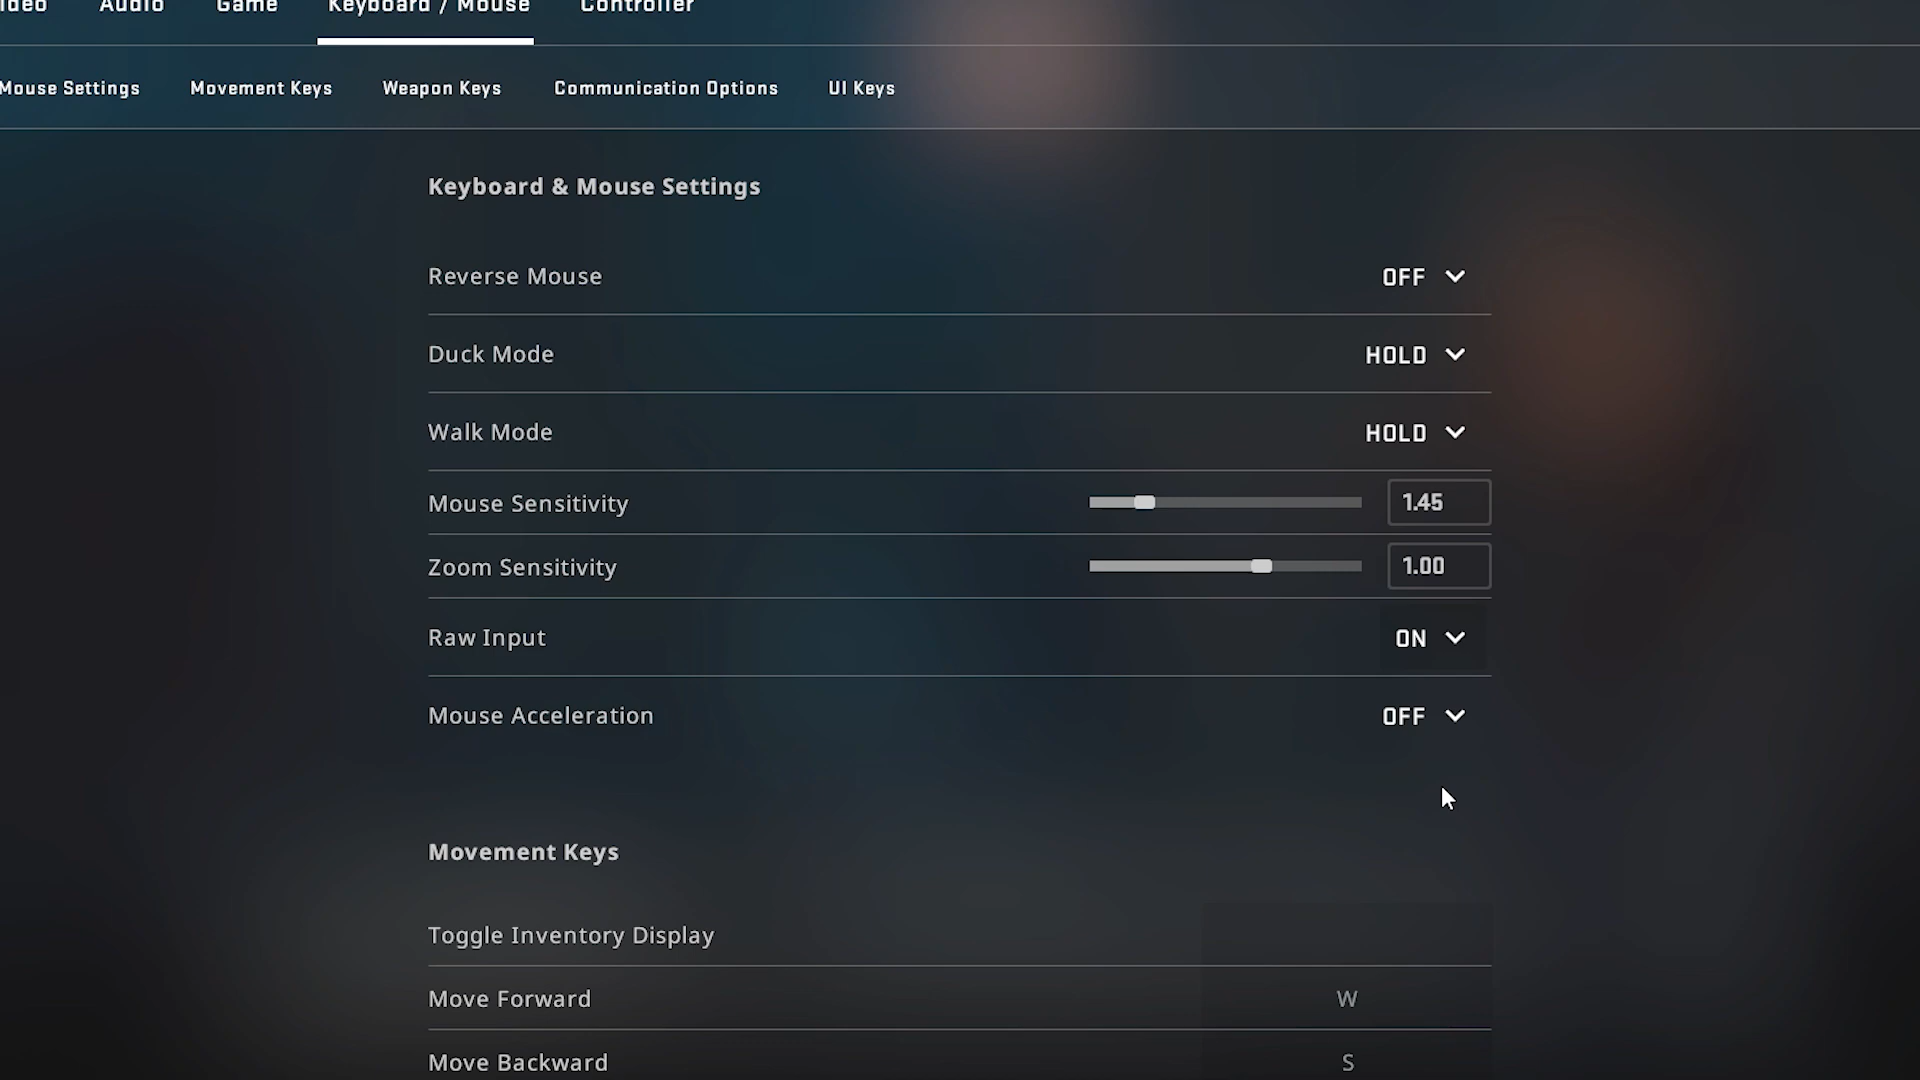 Video Audio Game Keyboard / Mouse Controller
Mouse Settings Movement Keys Weapon Keys Communication Options UI Keys
Keyboard & Mouse Settings
Reverse Mouse OFF
Duck Mode HOLD
Walk Mode HOLD
Mouse Sensitivity 1.45
Zoom Sensitivity 1.00
Raw Input ON
Mouse Acceleration OFF
Movement Keys
Toggle Inventory Display
Move Forward W
Move Backward S